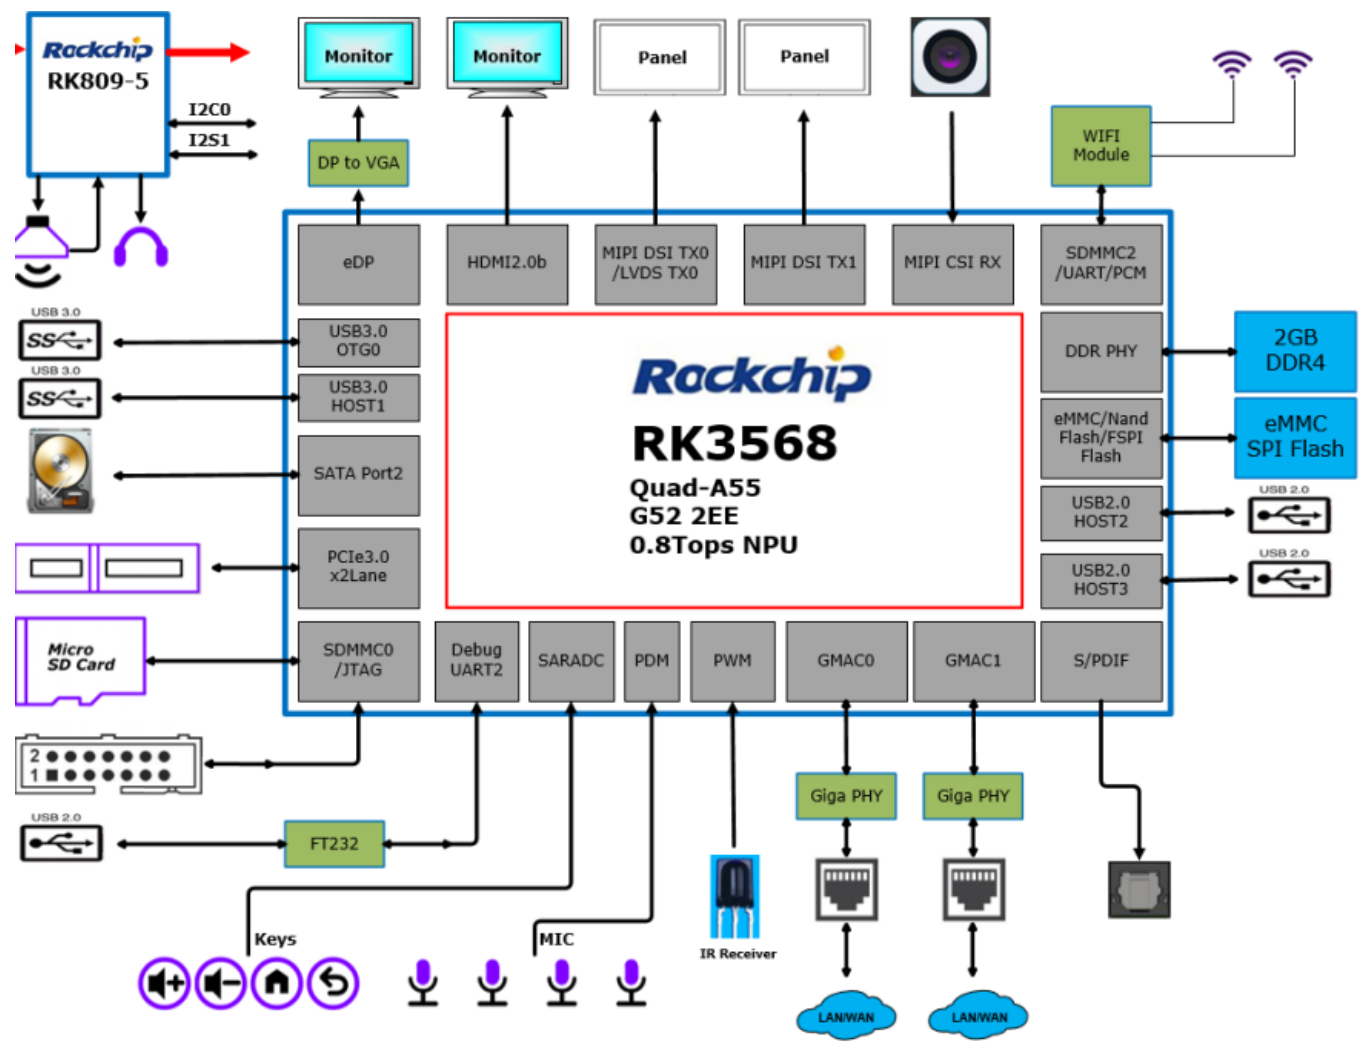 Rockchip
RK809-5
I2C0
I2S1
Monitor
Monitor
Panel
Panel
DP to VGA
WIFI
Module
eDP
HDMI2.0b
MIPI DSI TX0
/LVDS TX0
MIPI DSI TX1
MIPI CSI RX
SDMMC2
/UART/PCM
USB 3.0
SS
USB3.0
OTG0
USB 3.0
SS
USB3.0
HOST1
SATA Port2
PCIe3.0
x2Lane
Micro
SD Card
SDMMC0
/JTAG
Rockchip
RK3568
Quad-A55
G52 2EE
0.8Tops NPU
DDR PHY
2GB
DDR4
eMMC/Nand
Flash/FSPI
Flash
eMMC
SPI Flash
USB2.0
HOST2
USB 2.0
USB2.0
HOST3
USB 2.0
Debug
UART2
SARADC
PDM
PWM
GMAC0
GMAC1
S/PDIF
2
1
USB 2.0
FT232
Giga PHY
Giga PHY
Keys
MIC
IR Receiver
LAN/WAN
LAN/WAN